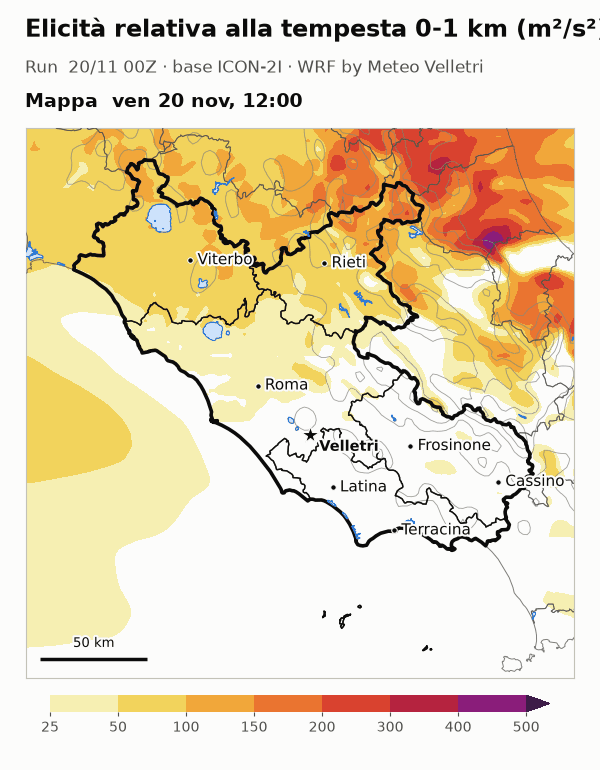 Elicità relativa alla tempesta 0-1 km (m²/s²)
Run 20/11 00Z · base ICON-2I · WRF by Meteo Velletri
Mappa ven 20 nov, 12:00
Viterbo
Rieti
Roma
Velletri
Frosinone
Cassino
Latina
Terracina
50 km
25 50 100 150 200 300 400 500